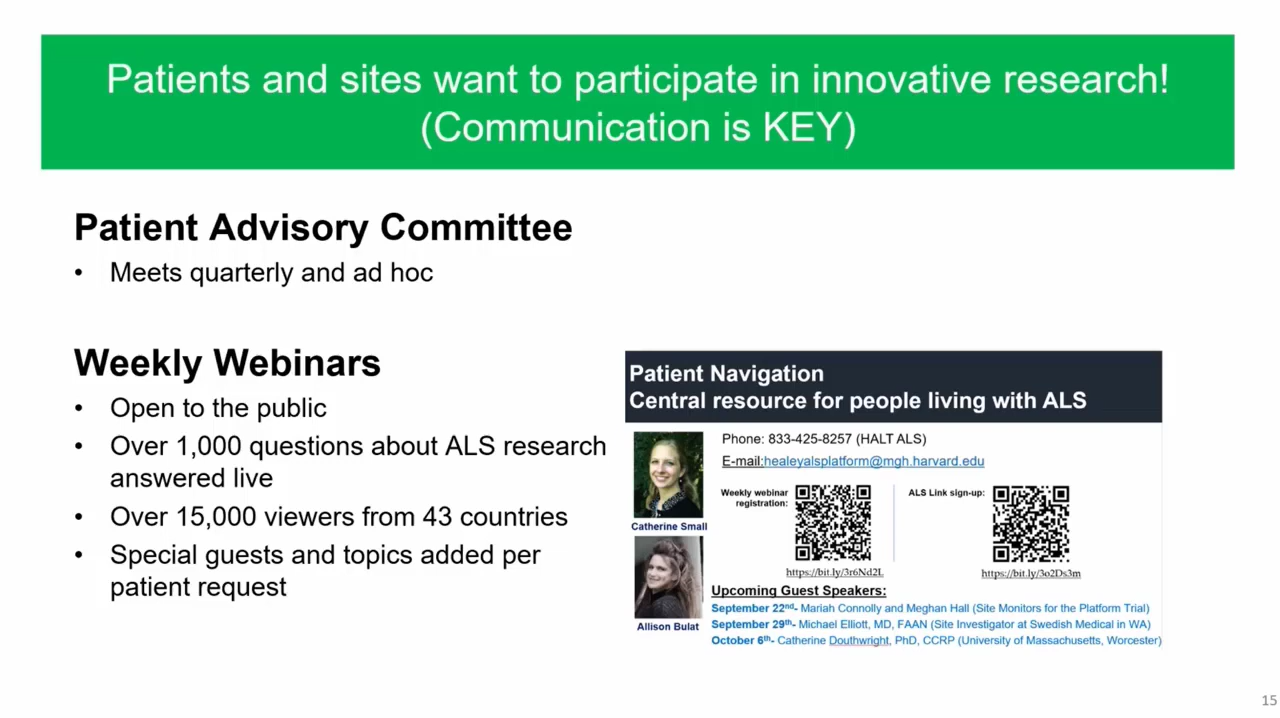 Patients and sites want to participate in innovative research!
(Communication is KEY)
Patient Advisory Committee
• Meets quarterly and ad hoc
Weekly Webinars
• Open to the public
• Over 1,000 questions about ALS research
answered live
• Over 15,000 viewers from 43 countries
• Special guests and topics added per
patient request
Patient Navigation
Central resource for people living with ALS
Phone: 833-425-8257 (HALT ALS)
E-mail:healeyalsplatform@mgh.harvard.edu
Catherine Small
Allison Bulat
Weekly webinar
registration:
https://bit.ly/3r6Nd2L
ALS Link sign-up:
https://bit.ly/3o2Ds3m
Upcoming Guest Speakers:
September 22nd- Mariah Connolly and Meghan Hall (Site Monitors for the Platform Trial)
September 29th- Michael Elliott, MD, FAAN (Site Investigator at Swedish Medical in WA)
October 6th- Catherine Douthwright, PhD, CCRP (University of Massachusetts, Worcester)
15